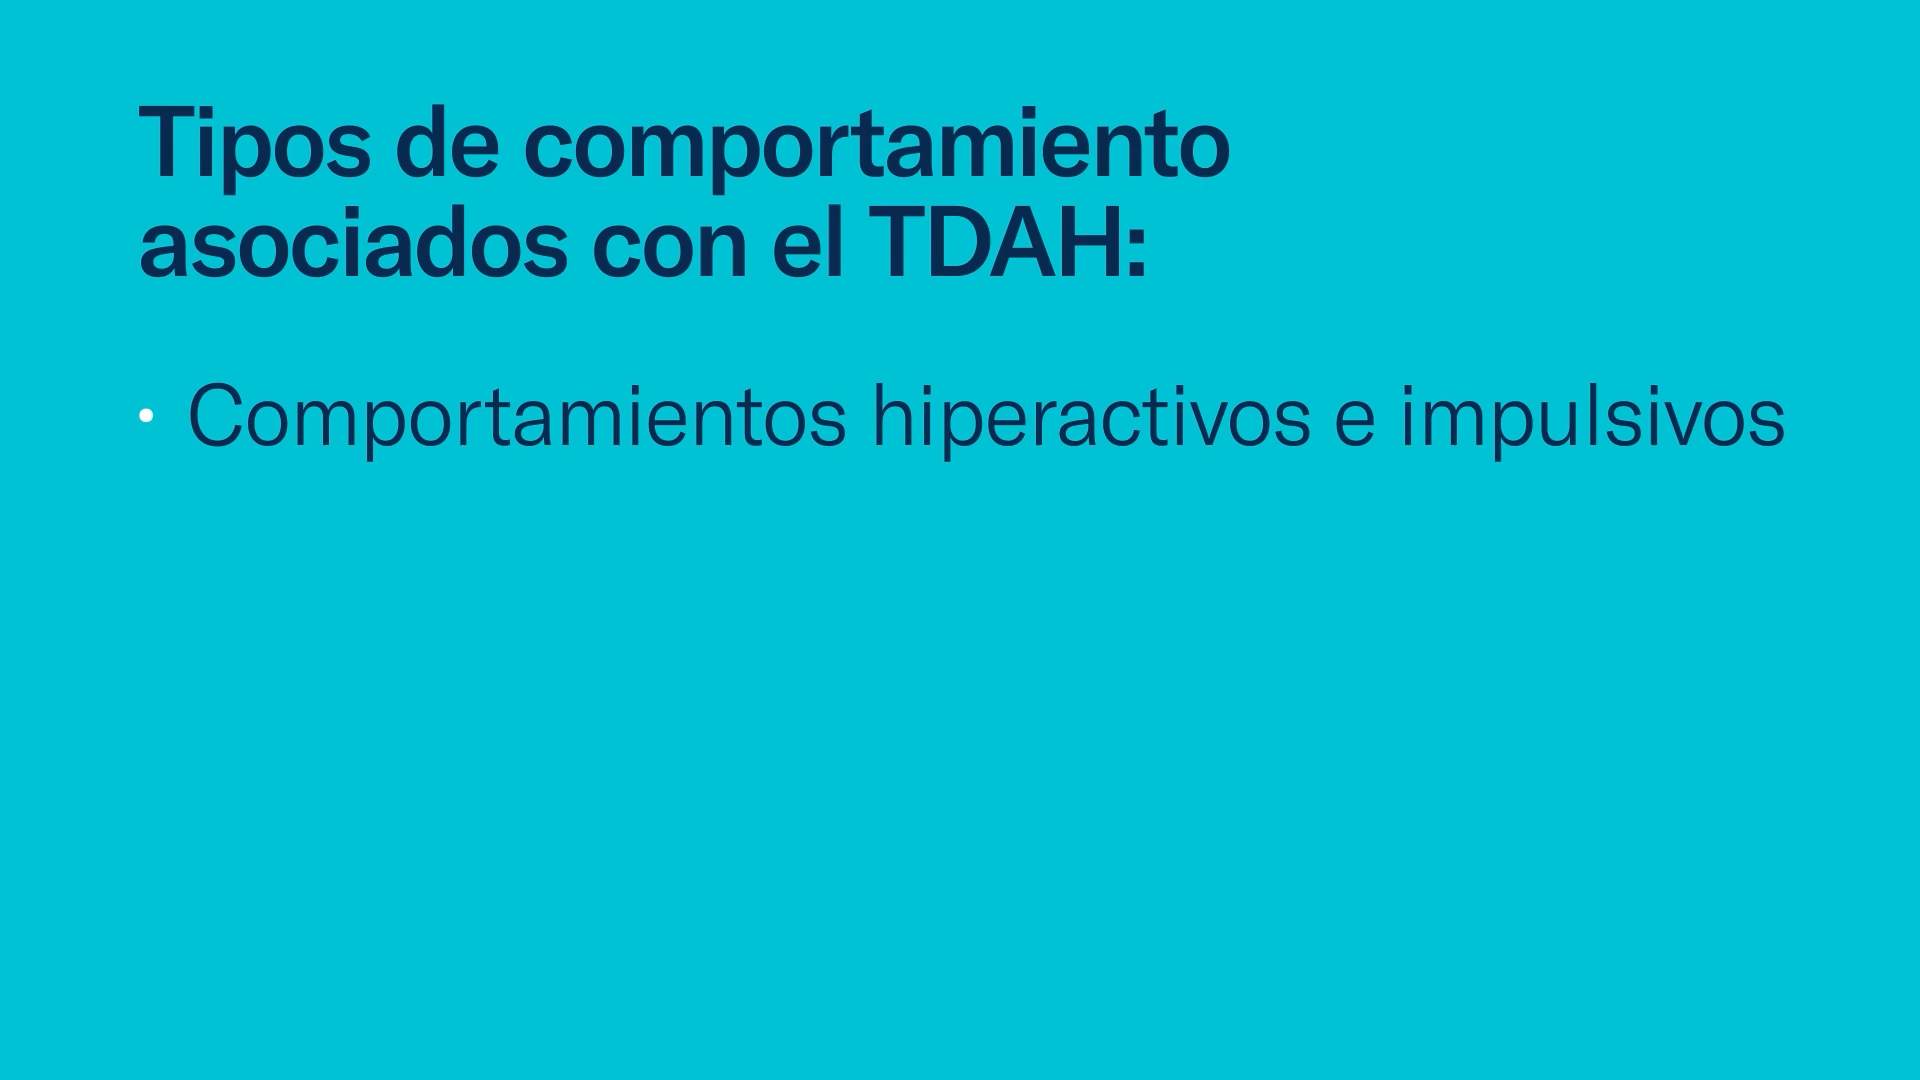 Tipos de comportamiento
asociados con el TDAH:
• Comportamientos hiperactivos e impulsivos